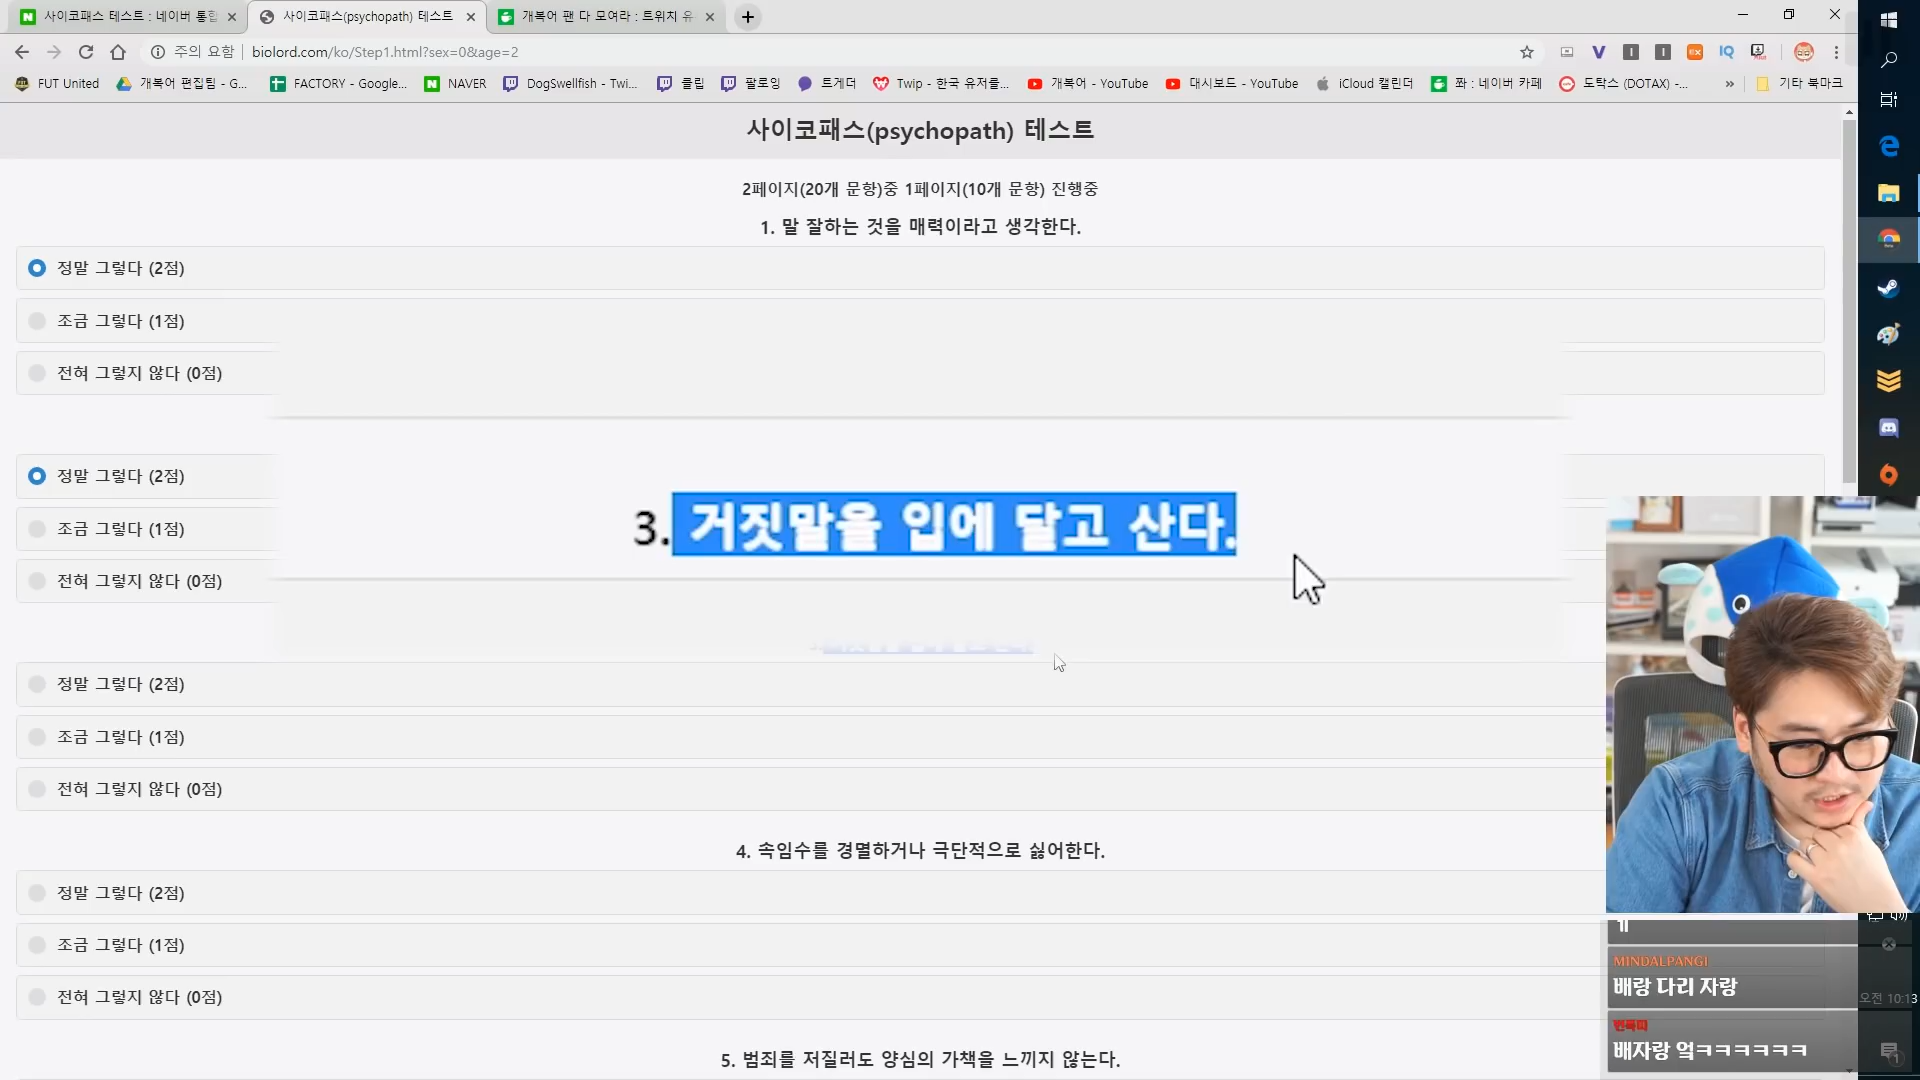 사이코패스 테스트 : 네이버 통합
사이코패스(psychopath) 테스트
개복어 팬 다 모여라 : 트위치 유
주의 요함
biolord.com/ko/Step1.html?sex=0&age=2
FUT United
개복어 편집팀 - G...
FACTORY - Google...
NAVER
DogSwellfish - Twi...
클립
팔로잉
트게더
Twip - 한국 유저들...
개복어 - YouTube
대시보드 - YouTube
iCloud 캘린더
쫘 : 네이버 카페
도탁스 (DOTAX) -...
»
기타 북마크
사이코패스(psychopath) 테스트
2페이지(20개 문항)중 1페이지(10개 문항) 진행중
1. 말 잘하는 것을 매력이라고 생각한다.
정말 그렇다 (2점)
조금 그렇다 (1점)
전혀 그렇지 않다 (0점)
정말 그렇다 (2점)
조금 그렇다 (1점)
전혀 그렇지 않다 (0점)
3. 거짓말을 입에 달고 산다.
정말 그렇다 (2점)
조금 그렇다 (1점)
전혀 그렇지 않다 (0점)
4. 속임수를 경멸하거나 극단적으로 싫어한다.
정말 그렇다 (2점)
조금 그렇다 (1점)
전혀 그렇지 않다 (0점)
5. 범죄를 저질러도 양심의 가책을 느끼지 않는다.
MINDALPANGI
배랑 다리 자랑
배자랑 엌ㅋㅋㅋㅋㅋㅋ
오전 10:13